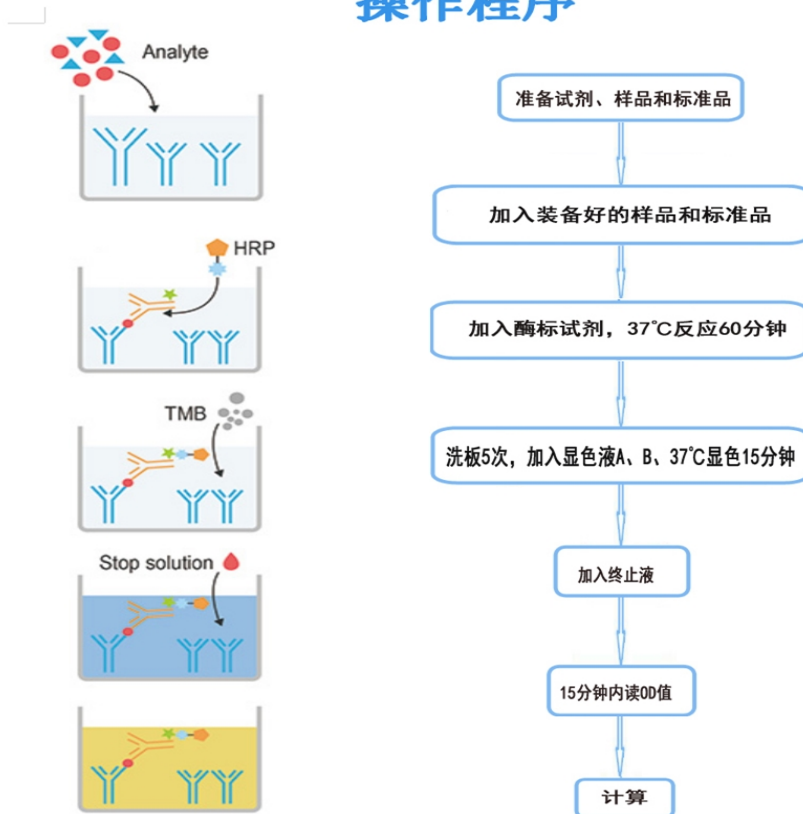 操作程序
Analyte
HRP
TMB
Stop solution
准备试剂、样品和标准品
加入装备好的样品和标准品
加入酶标试剂，37℃反应60分钟
洗板5次，加入显色液A、B、37℃显色15分钟
加入终止液
15分钟内读OD值
计算